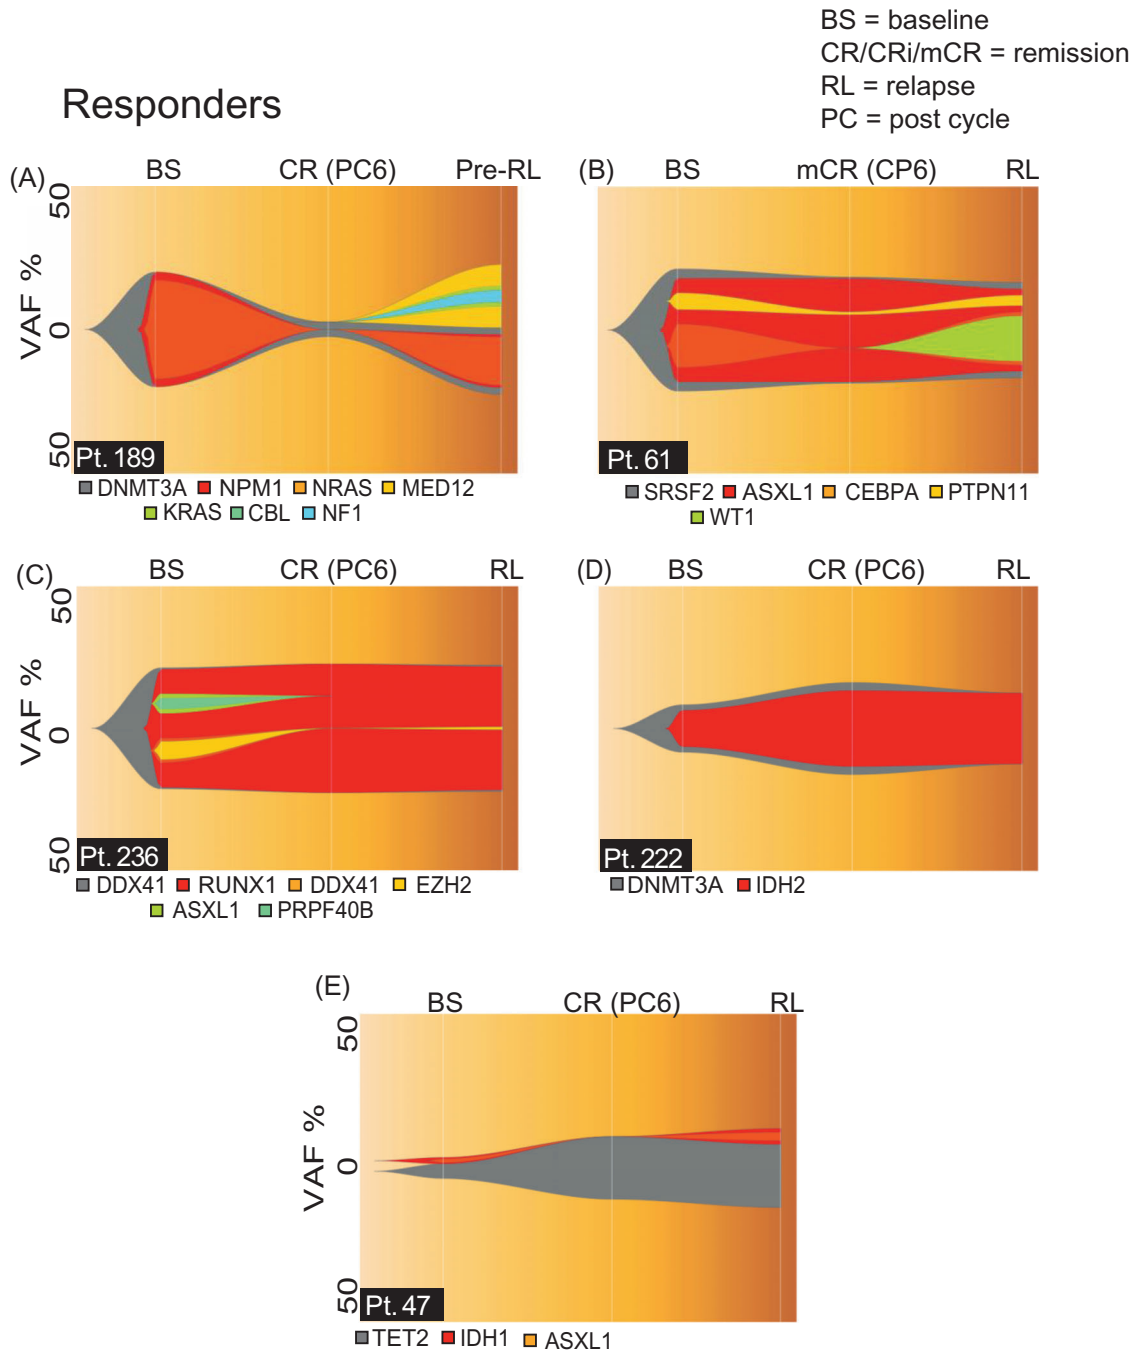 BS = baseline
CR/CRi/mCR = remission
RL = relapse
PC = post cycle
Responders
(A) BS CR (PC6) Pre-RL
50
VAF %
0
50
Pt. 189
DNMT3A NPM1 NRAS MED12
KRAS CBL NF1
(B) BS mCR (CP6) RL
Pt. 61
SRSF2 ASXL1 CEBPA PTPN11
WT1
(C) BS CR (PC6) RL
50
VAF %
0
50
Pt. 236
DDX41 RUNX1 DDX41 EZH2
ASXL1 PRPF40B
(D) BS CR (PC6) RL
Pt. 222
DNMT3A IDH2
(E) BS CR (PC6) RL
50
VAF %
0
50
Pt. 47
TET2 IDH1 ASXL1